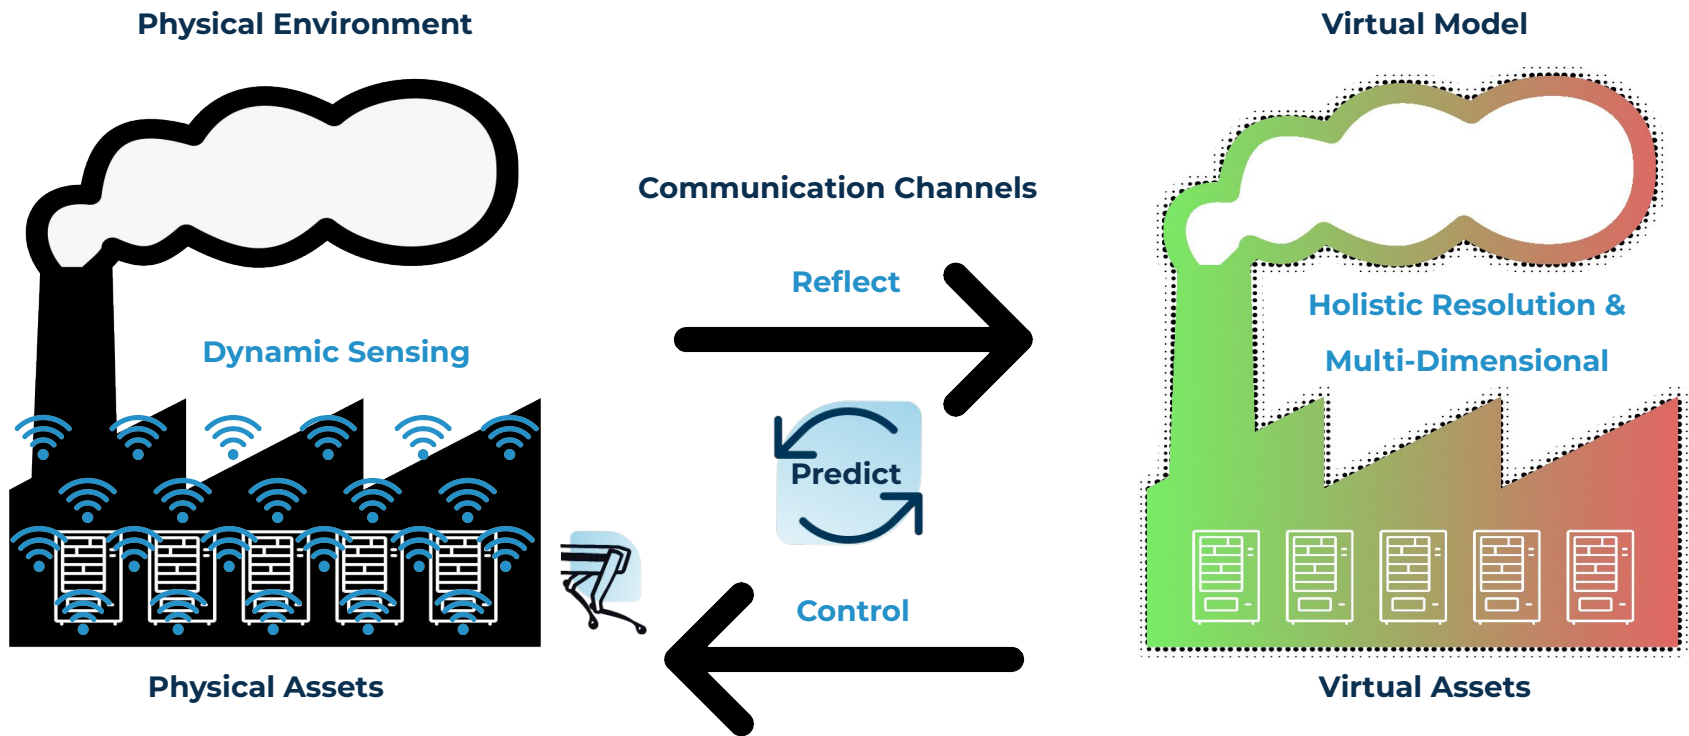 Physical Environment
Virtual Model
Communication Channels
Reflect
Holistic Resolution &
Multi-Dimensional
Dynamic Sensing
Predict
Control
Physical Assets
Virtual Assets